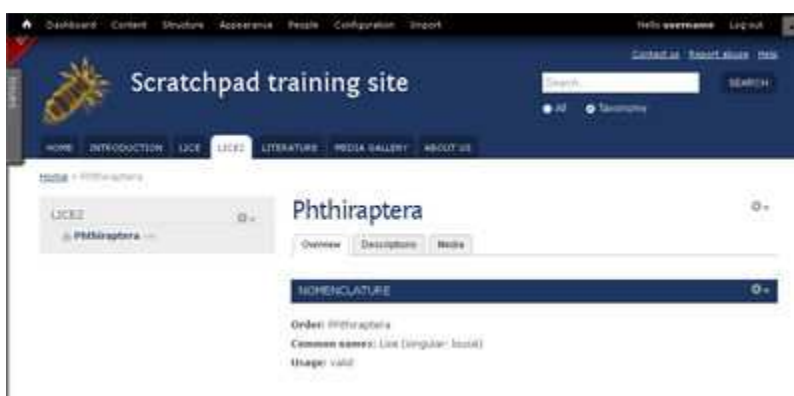 Dashboard Content Structure Appearance People Configuration Import Hello username Log out
Contact us Report abuse Help
Scratchpad training site
Search SEARCH
All Taxonomy
HOME INTRODUCTION LICE LICE2 LITERATURE MEDIA GALLERY ABOUT US
Home » Phthiraptera
LICE2
Phthiraptera
Phthiraptera
Overview Descriptions Media
NOMENCLATURE
Order: Phthiraptera
Common names: Lice (singular- louse)
Usage: valid